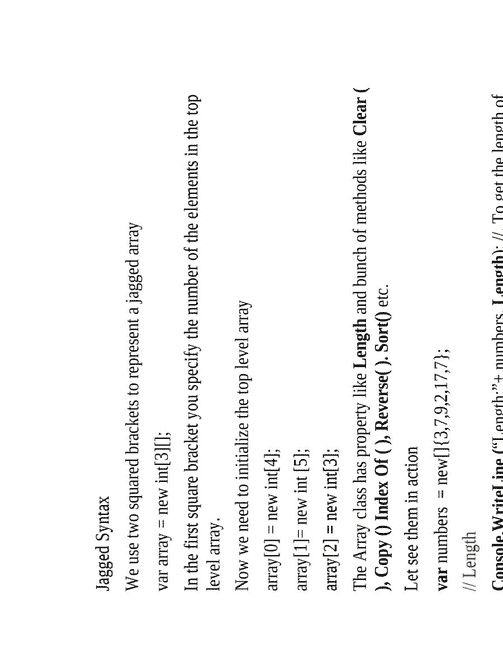 Jagged Syntax
We use two squared brackets to represent a jagged array
var array = new int[3][];
In the first square bracket you specify the number of the elements in the top
level array.
Now we need to initialize the top level array
array[0] = new int[4];
array[1]= new int [5];
array[2] = new int[3];
The Array class has property like Length and bunch of methods like Clear (
), Copy () Index Of ( ), Reverse( ). Sort() etc.
Let see them in action
var numbers = new[]{3,7,9,2,17,7};
// Length
Console.WriteLine (“Length:”+ numbers. Length); // To get the length of